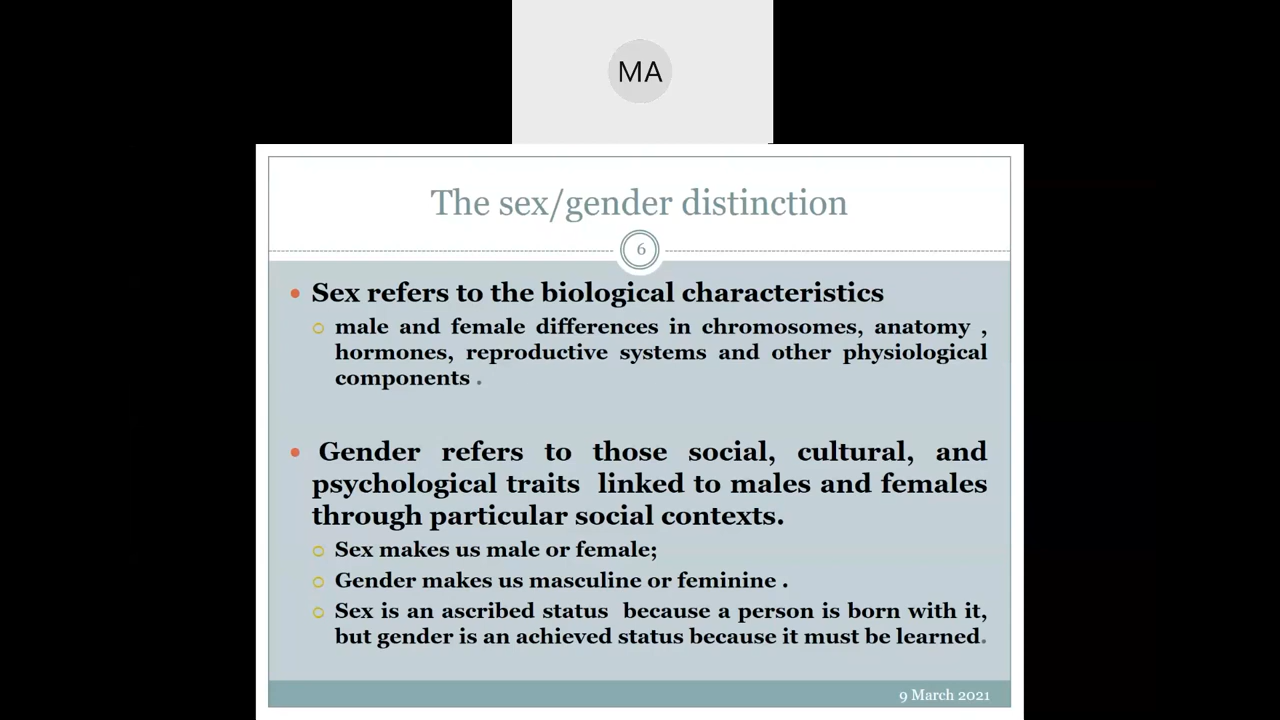 MA
The sex/gender distinction
6
Sex refers to the biological characteristics
male and female differences in chromosomes, anatomy ,
hormones, reproductive systems and other physiological
components .
Gender refers to those social, cultural, and
psychological traits linked to males and females
through particular social contexts.
Sex makes us male or female;
Gender makes us masculine or feminine .
Sex is an ascribed status because a person is born with it,
but gender is an achieved status because it must be learned.
9 March 2021